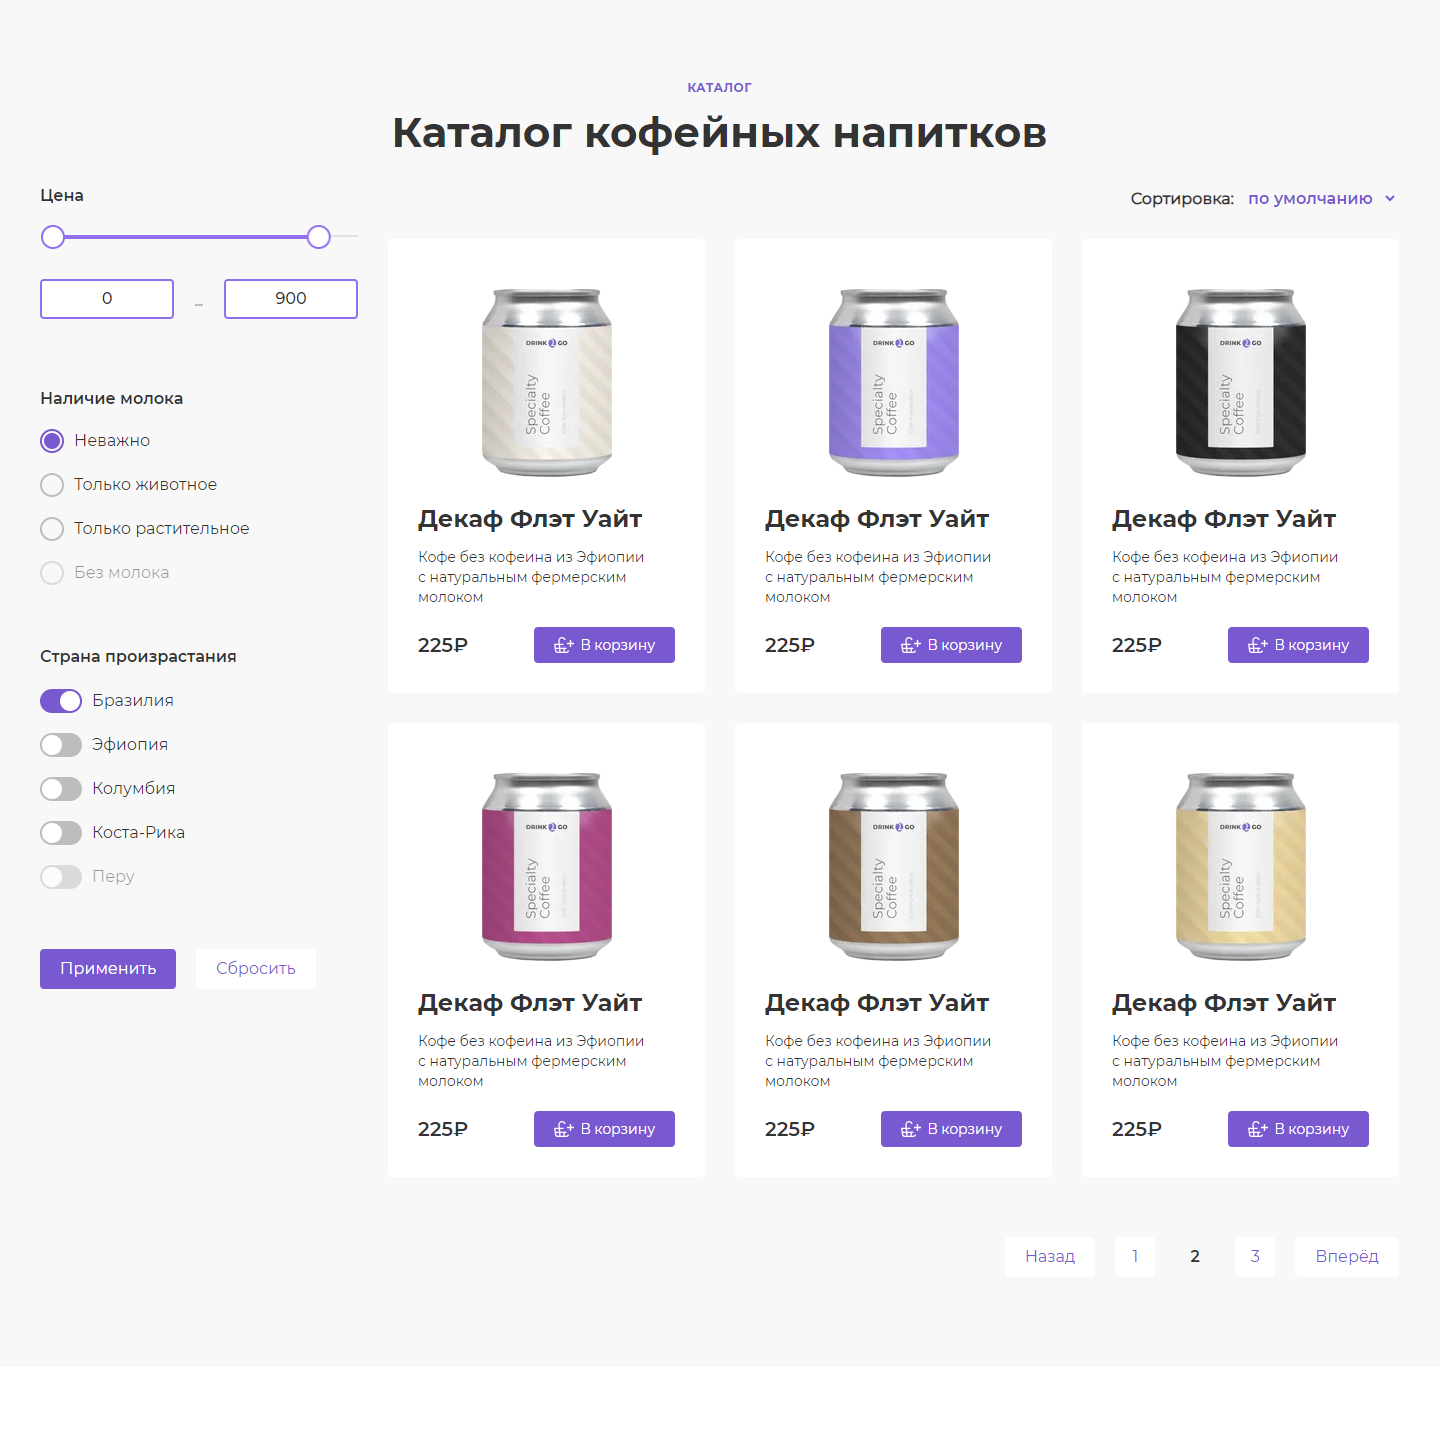 КАТАЛОГ
Каталог кофейных напитков
Цена
0 – 900
Наличие молока
Неважно
Только животное
Только растительное
Без молока
Страна произрастания
Бразилия
Эфиопия
Колумбия
Коста-Рика
Перу
Применить Сбросить
Сортировка: по умолчанию
DRINK 2 GO
Specialty
Coffee
Декаф Флэт Уайт
Кофе без кофеина из Эфиопии
с натуральным фермерским
молоком
225₽ В корзину
DRINK 2 GO
Specialty
Coffee
Декаф Флэт Уайт
Кофе без кофеина из Эфиопии
с натуральным фермерским
молоком
225₽ В корзину
DRINK 2 GO
Specialty
Coffee
Декаф Флэт Уайт
Кофе без кофеина из Эфиопии
с натуральным фермерским
молоком
225₽ В корзину
DRINK 2 GO
Specialty
Coffee
Декаф Флэт Уайт
Кофе без кофеина из Эфиопии
с натуральным фермерским
молоком
225₽ В корзину
DRINK 2 GO
Specialty
Coffee
Декаф Флэт Уайт
Кофе без кофеина из Эфиопии
с натуральным фермерским
молоком
225₽ В корзину
DRINK 2 GO
Specialty
Coffee
Декаф Флэт Уайт
Кофе без кофеина из Эфиопии
с натуральным фермерским
молоком
225₽ В корзину
Назад 1 2 3 Вперёд